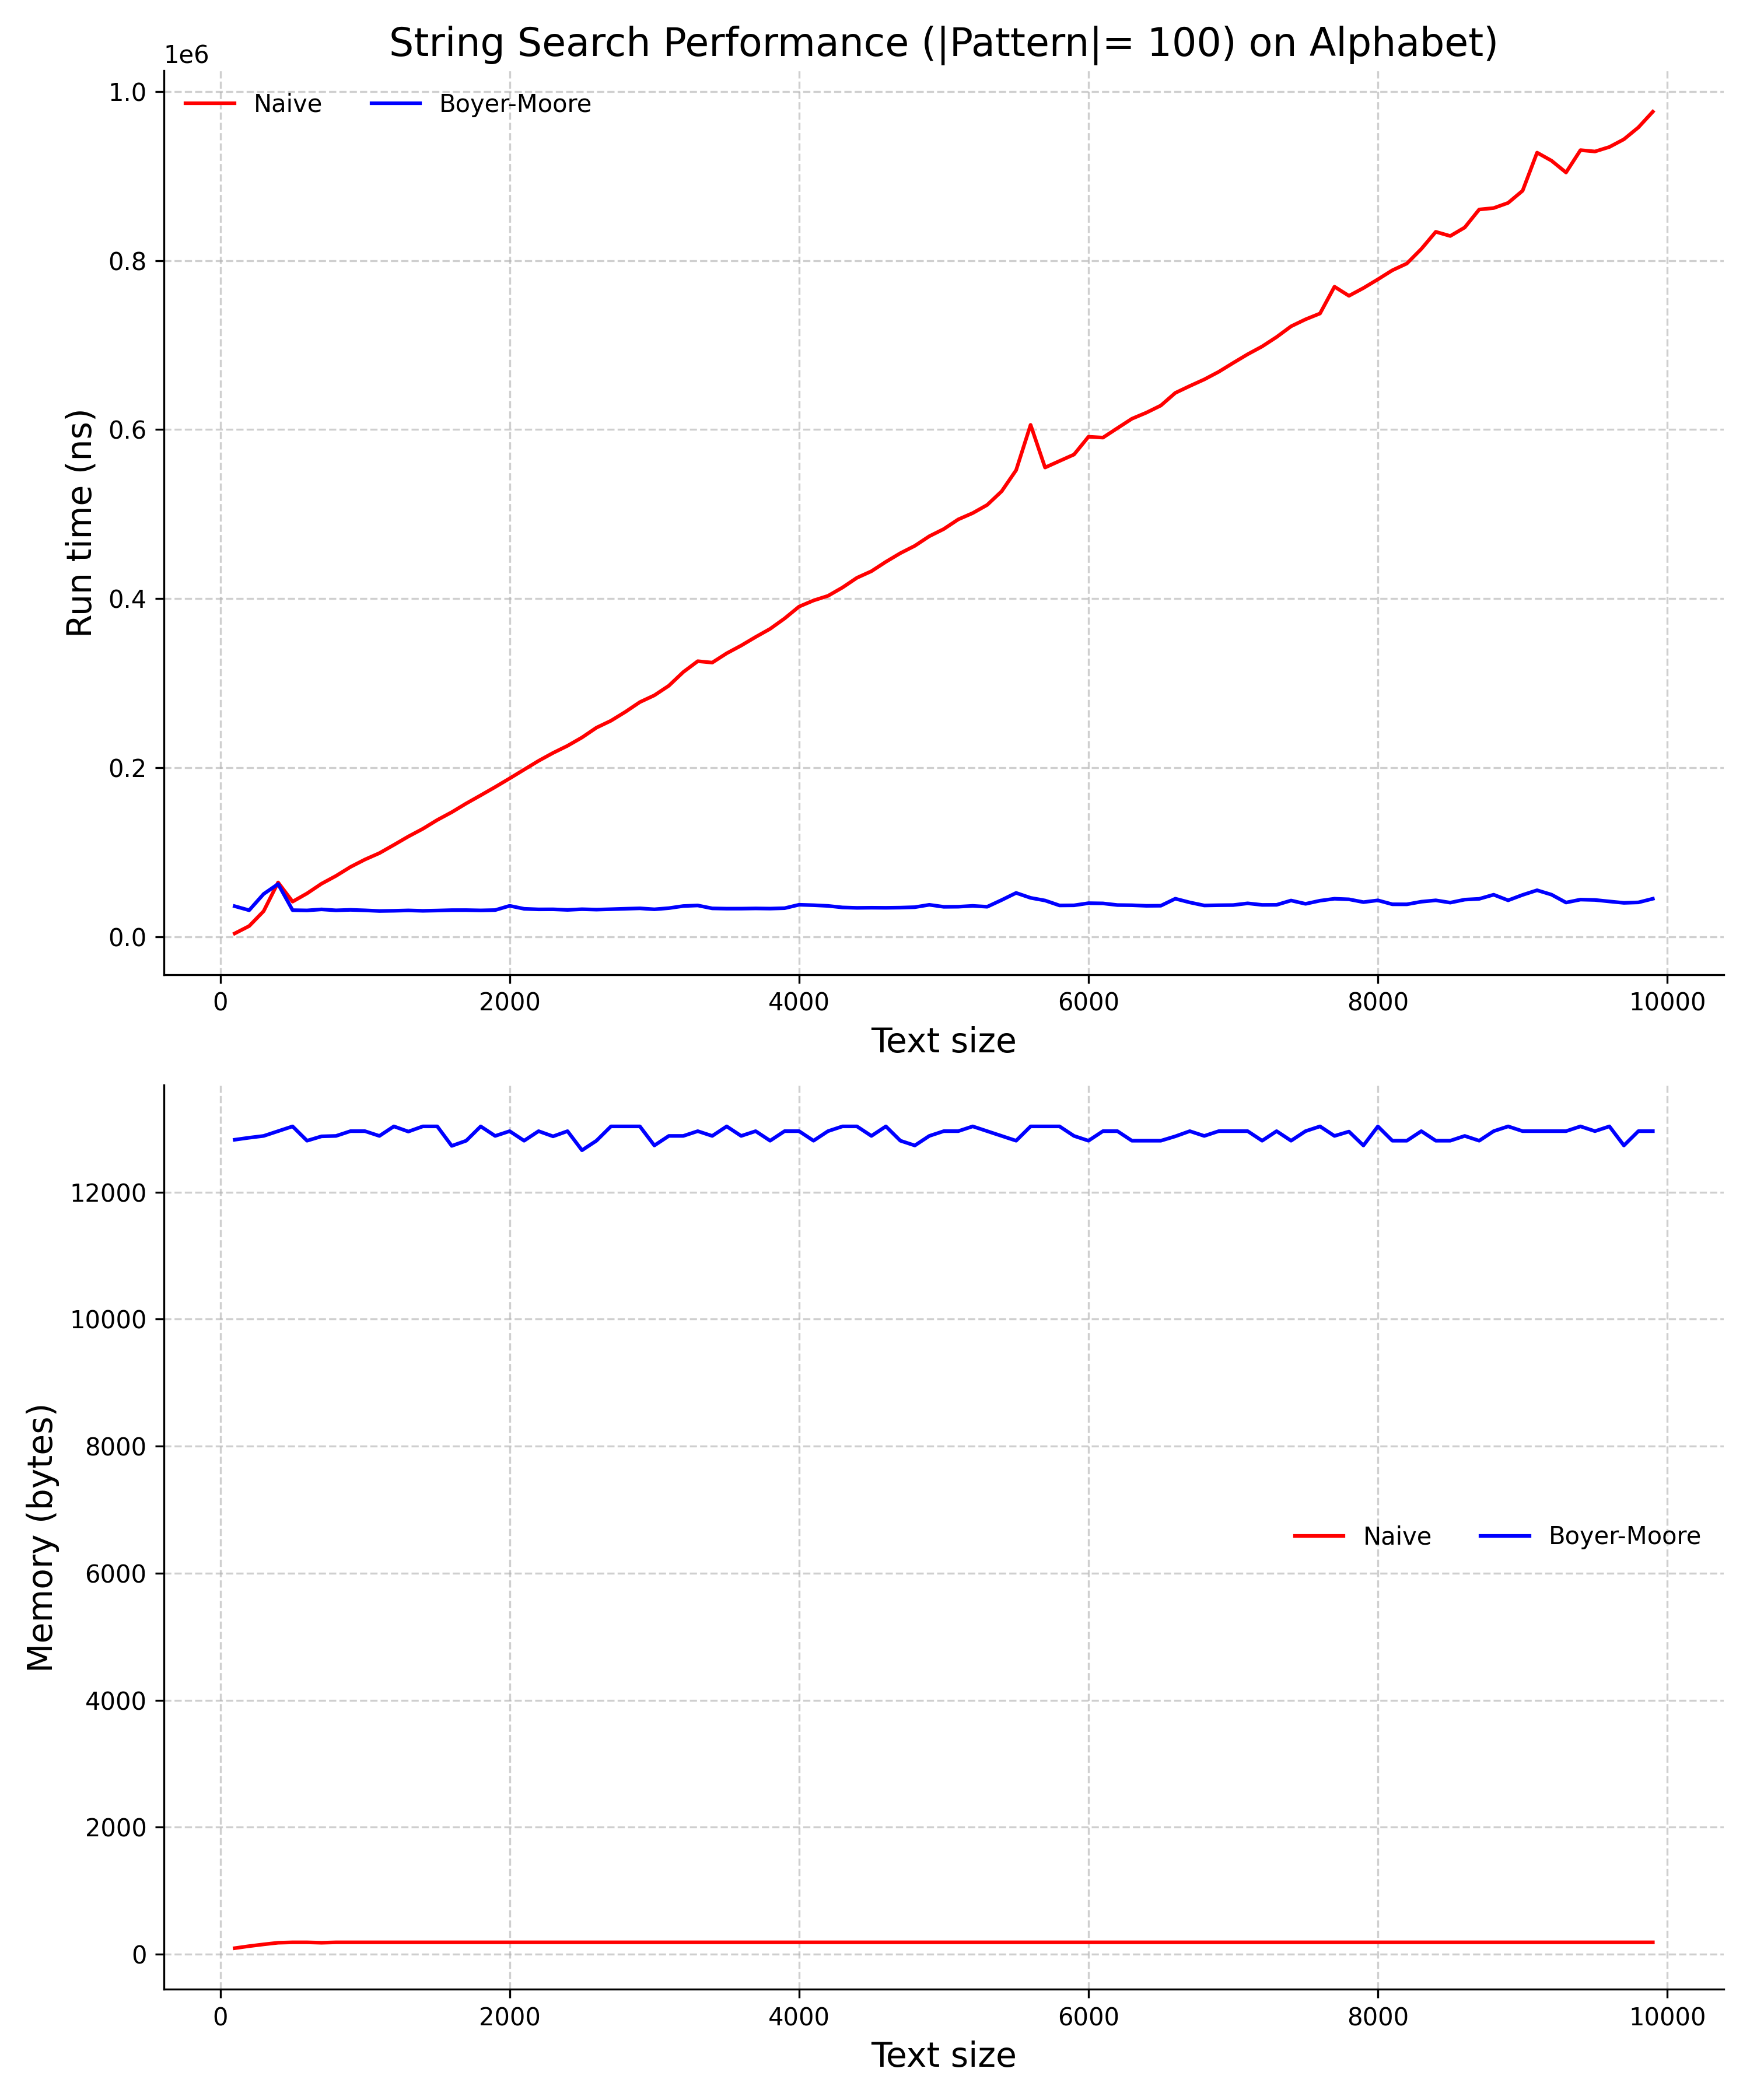 String Search Performance (|Pattern|= 100) on Alphabet)
1e6
Naive Boyer-Moore
1.0
0.8
0.6
0.4
0.2
0.0
Run time (ns)
0 2000 4000 6000 8000 10000
Text size
12000
10000
8000
6000
4000
2000
0
Memory (bytes)
Naive Boyer-Moore
0 2000 4000 6000 8000 10000
Text size